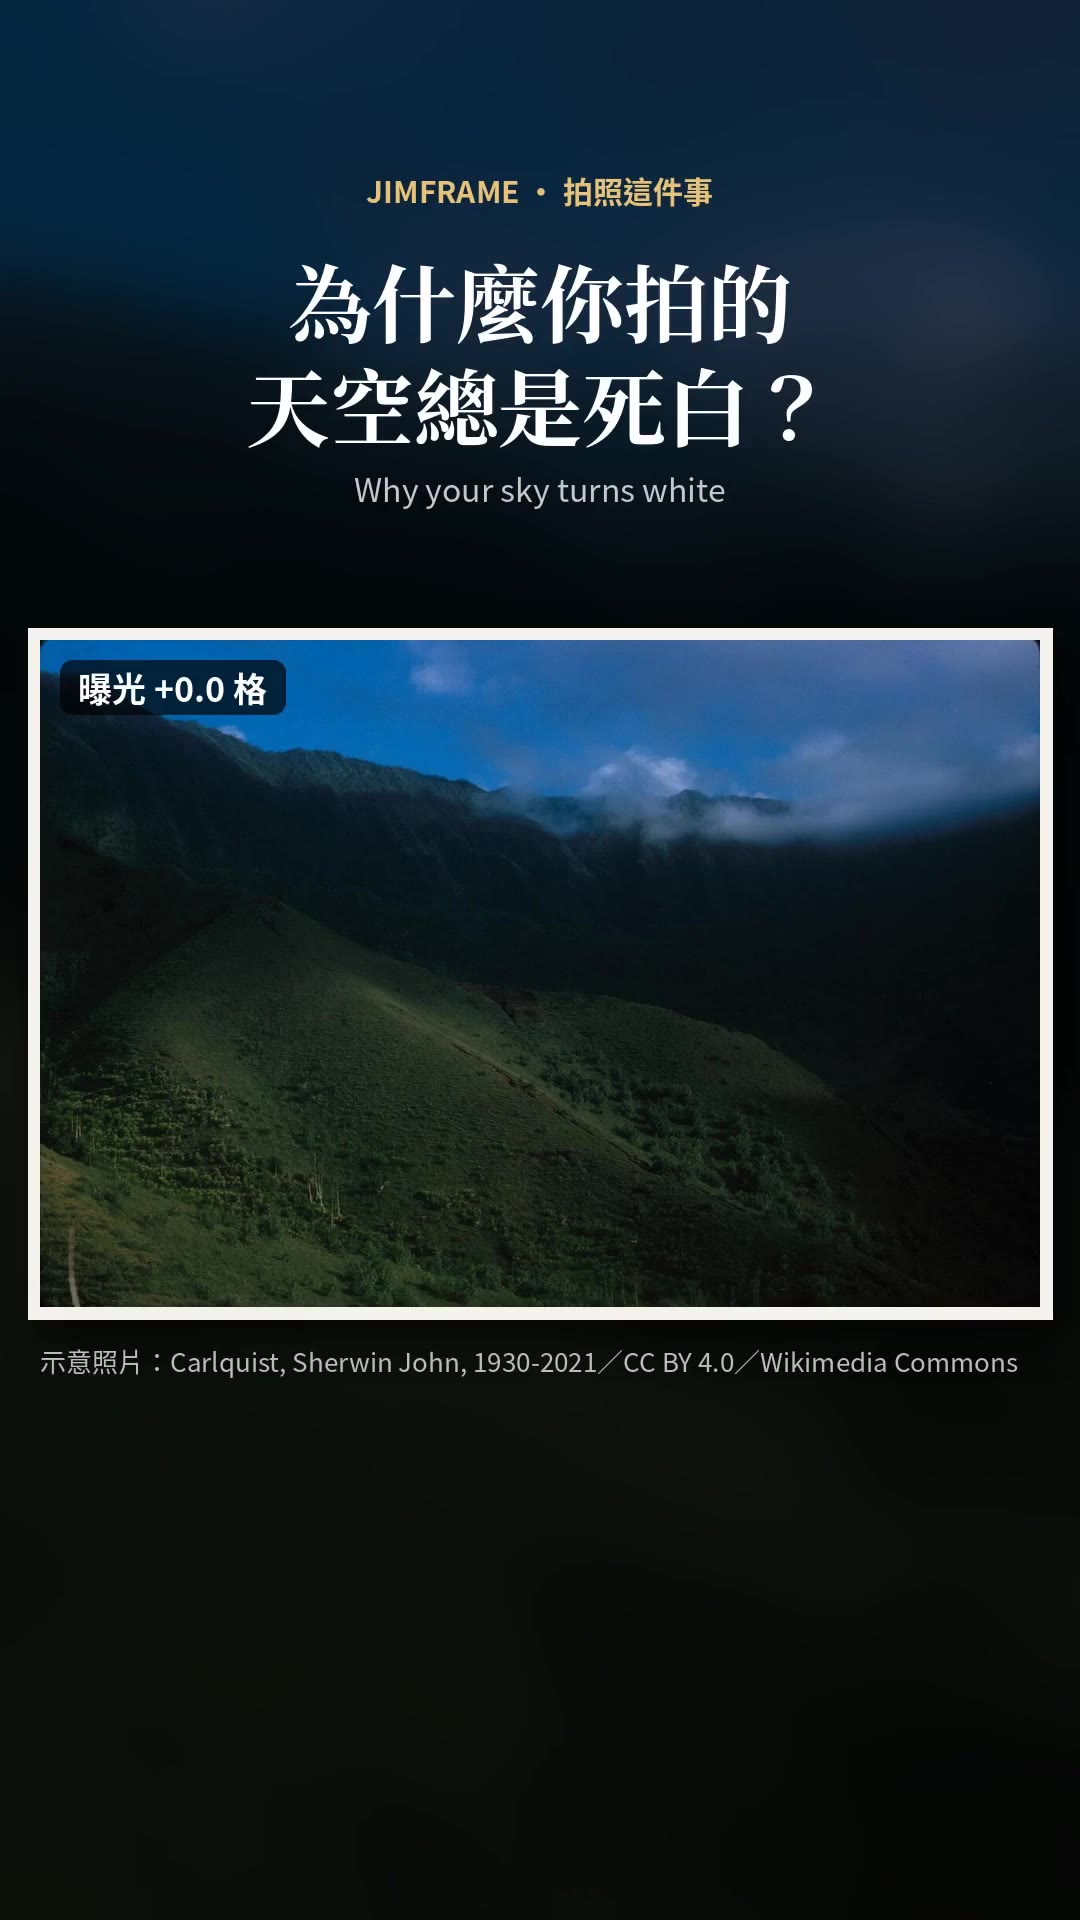 JIMFRAME · 拍照這件事
為什麼你拍的
天空總是死白？
Why your sky turns white
曝光 +0.0 格
示意照片：Carlquist, Sherwin John, 1930-2021／CC BY 4.0／Wikimedia Commons